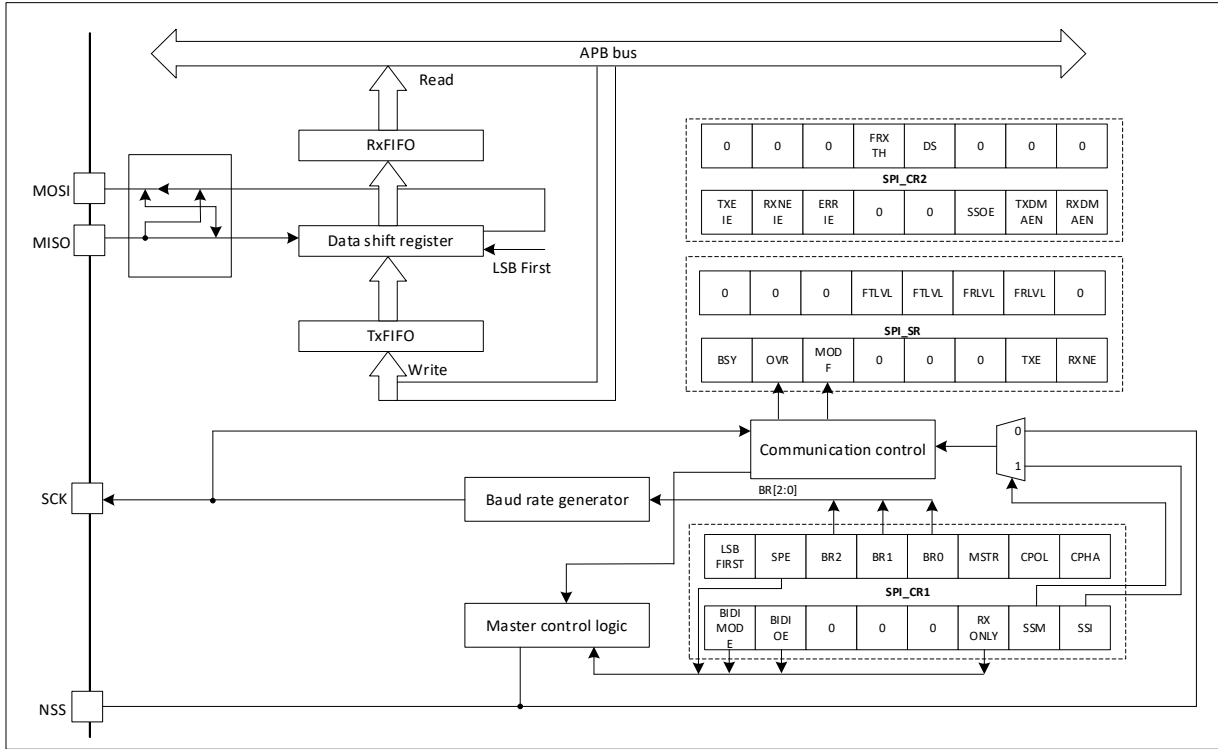 APB bus
Read
RxFIFO
MOSI
MISO
Data shift register
LSB First
TxFIFO
Write
0 0 0 FRX DS 0 0 0
TH
SPI_CR2
TXE RXNE ERR 0 0 SSOE TXDM RXDM
IE IE IE AEN AEN
0 0 0 FTLVL FTLVL FRLVL FRLVL 0
SPI_SR
BSY OVR MOD 0 0 0 TXE RXNE
F
Communication control
0
1
SCK
Baud rate generator
BR[2:0]
LSB SPE BR2 BR1 BR0 MSTR CPOL CPHA
FIRST
SPI_CR1
Master control logic
BIDI BIDI 0 0 0 RX SSM SSI
MOD OE ONLY
E
NSS